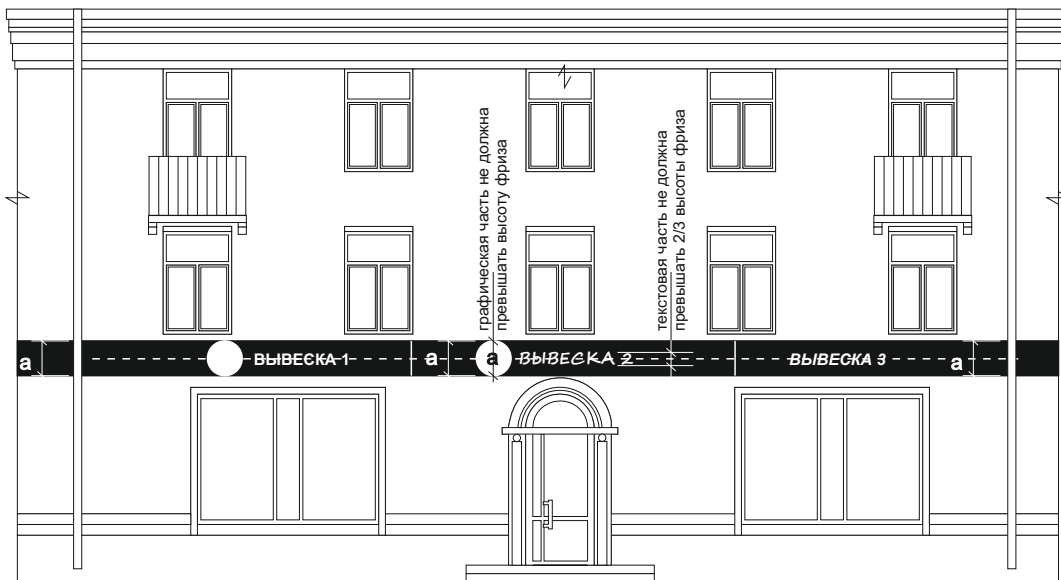 графическая часть не должна
превышать высоту фриза
текстовая часть не должна
превышать 2/3 высоты фриза
a
ВЫВЕСКА 1
a
a
ВЫВЕСКА 2
ВЫВЕСКА 3
a